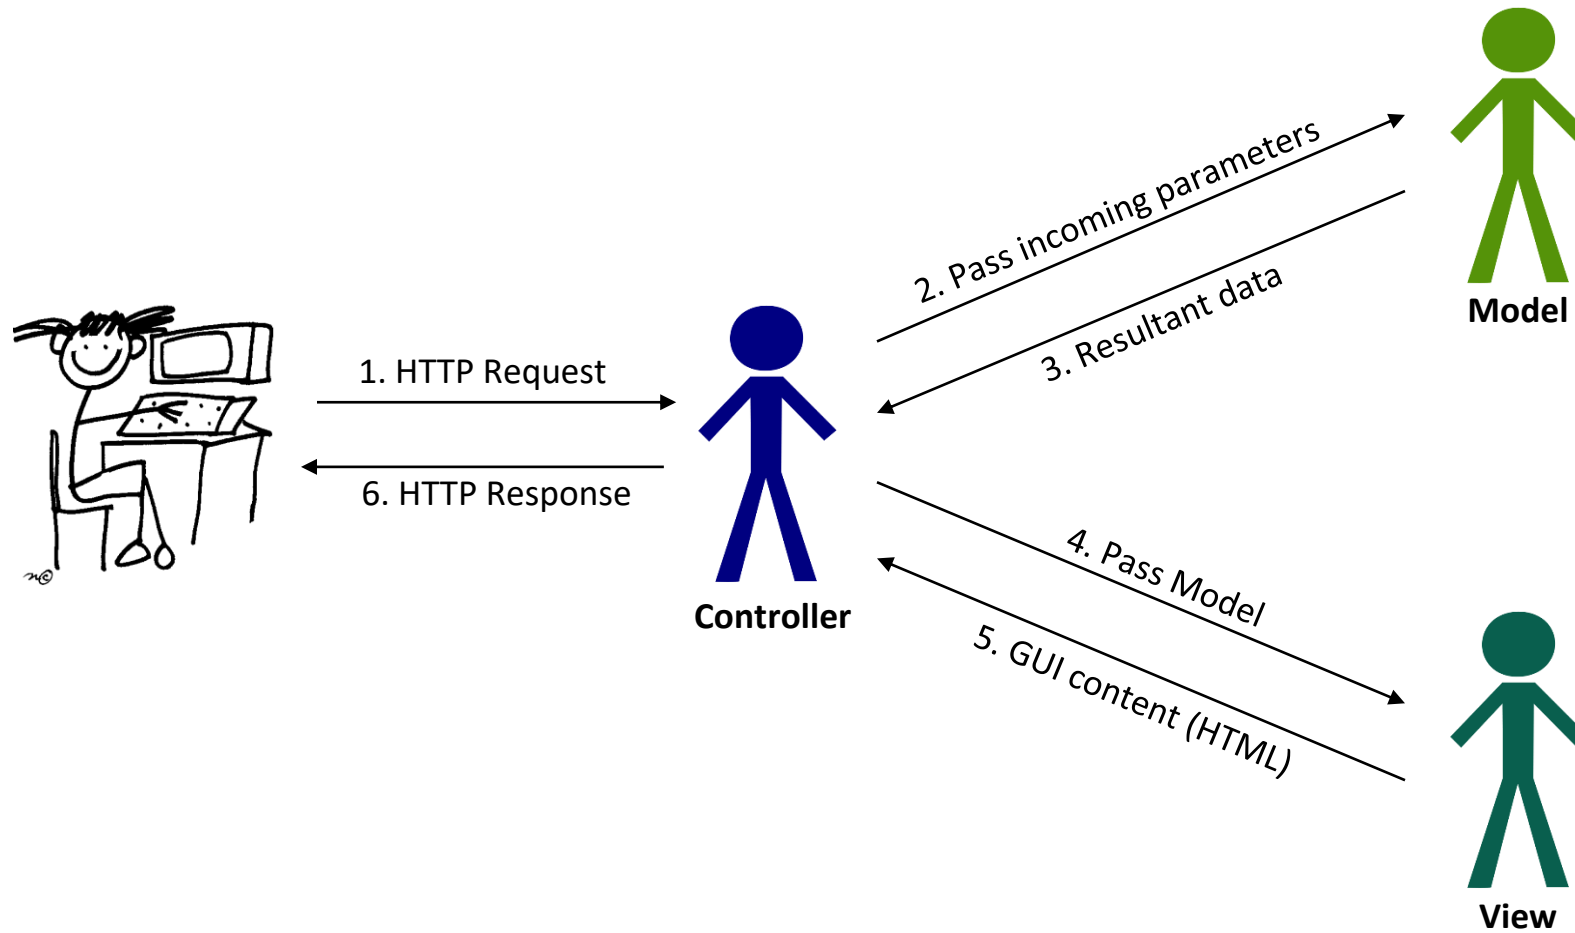 2. Pass incoming parameters
3. Resultant data
Model
1. HTTP Request
6. HTTP Response
Controller
4. Pass Model
5. GUI content (HTML)
View